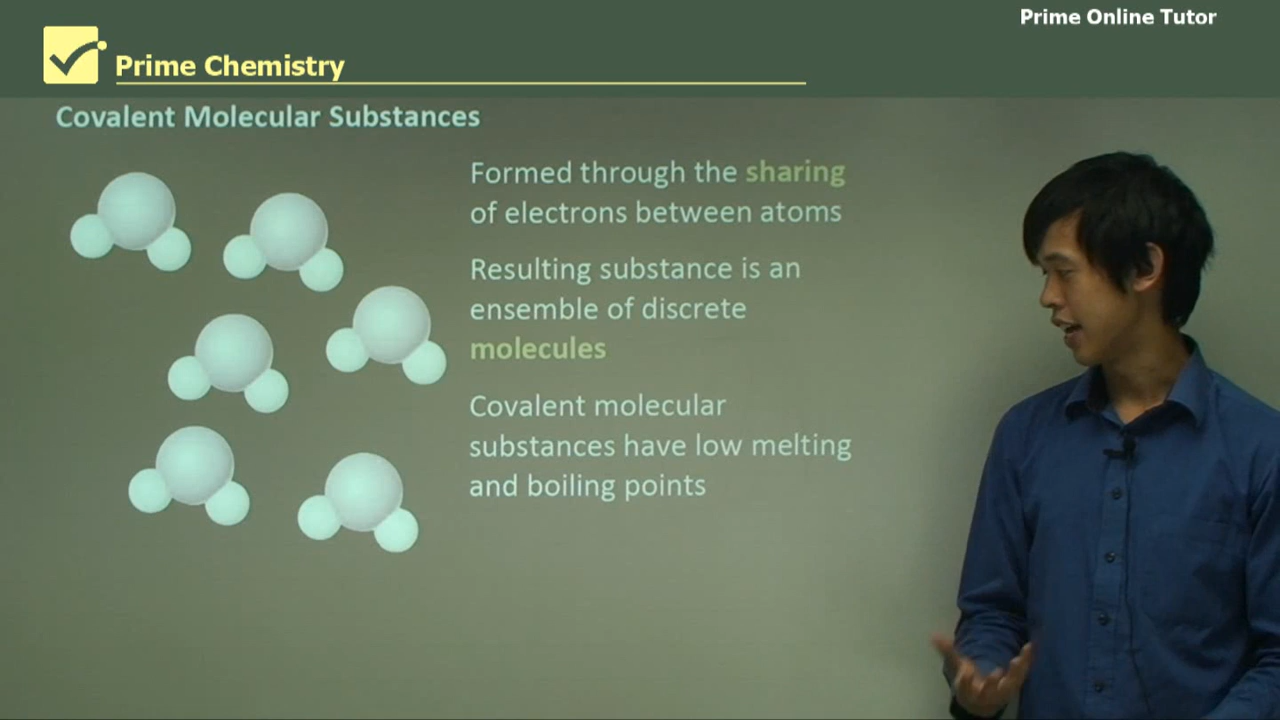 Prime Online Tutor
Prime Chemistry
Covalent Molecular Substances
Formed through the sharing
of electrons between atoms
Resulting substance is an
ensemble of discrete
molecules
Covalent molecular
substances have low melting
and boiling points